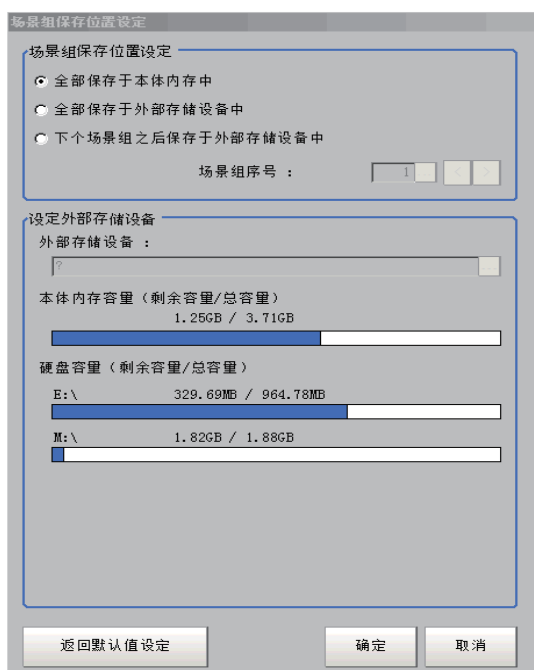 场景组保存位置设定
场景组保存位置设定
全部保存于本体内存中
全部保存于外部存储设备中
下个场景组之后保存于外部存储设备中
场景组序号 : 1 < >
设定外部存储设备
外部存储设备 :
? ...
本体内存容量(剩余容量/总容量)
1.25GB / 3.71GB
硬盘容量(剩余容量/总容量)
E:\ 329.69MB / 964.78MB
M:\ 1.82GB / 1.88GB
返回默认值设定 确定 取消